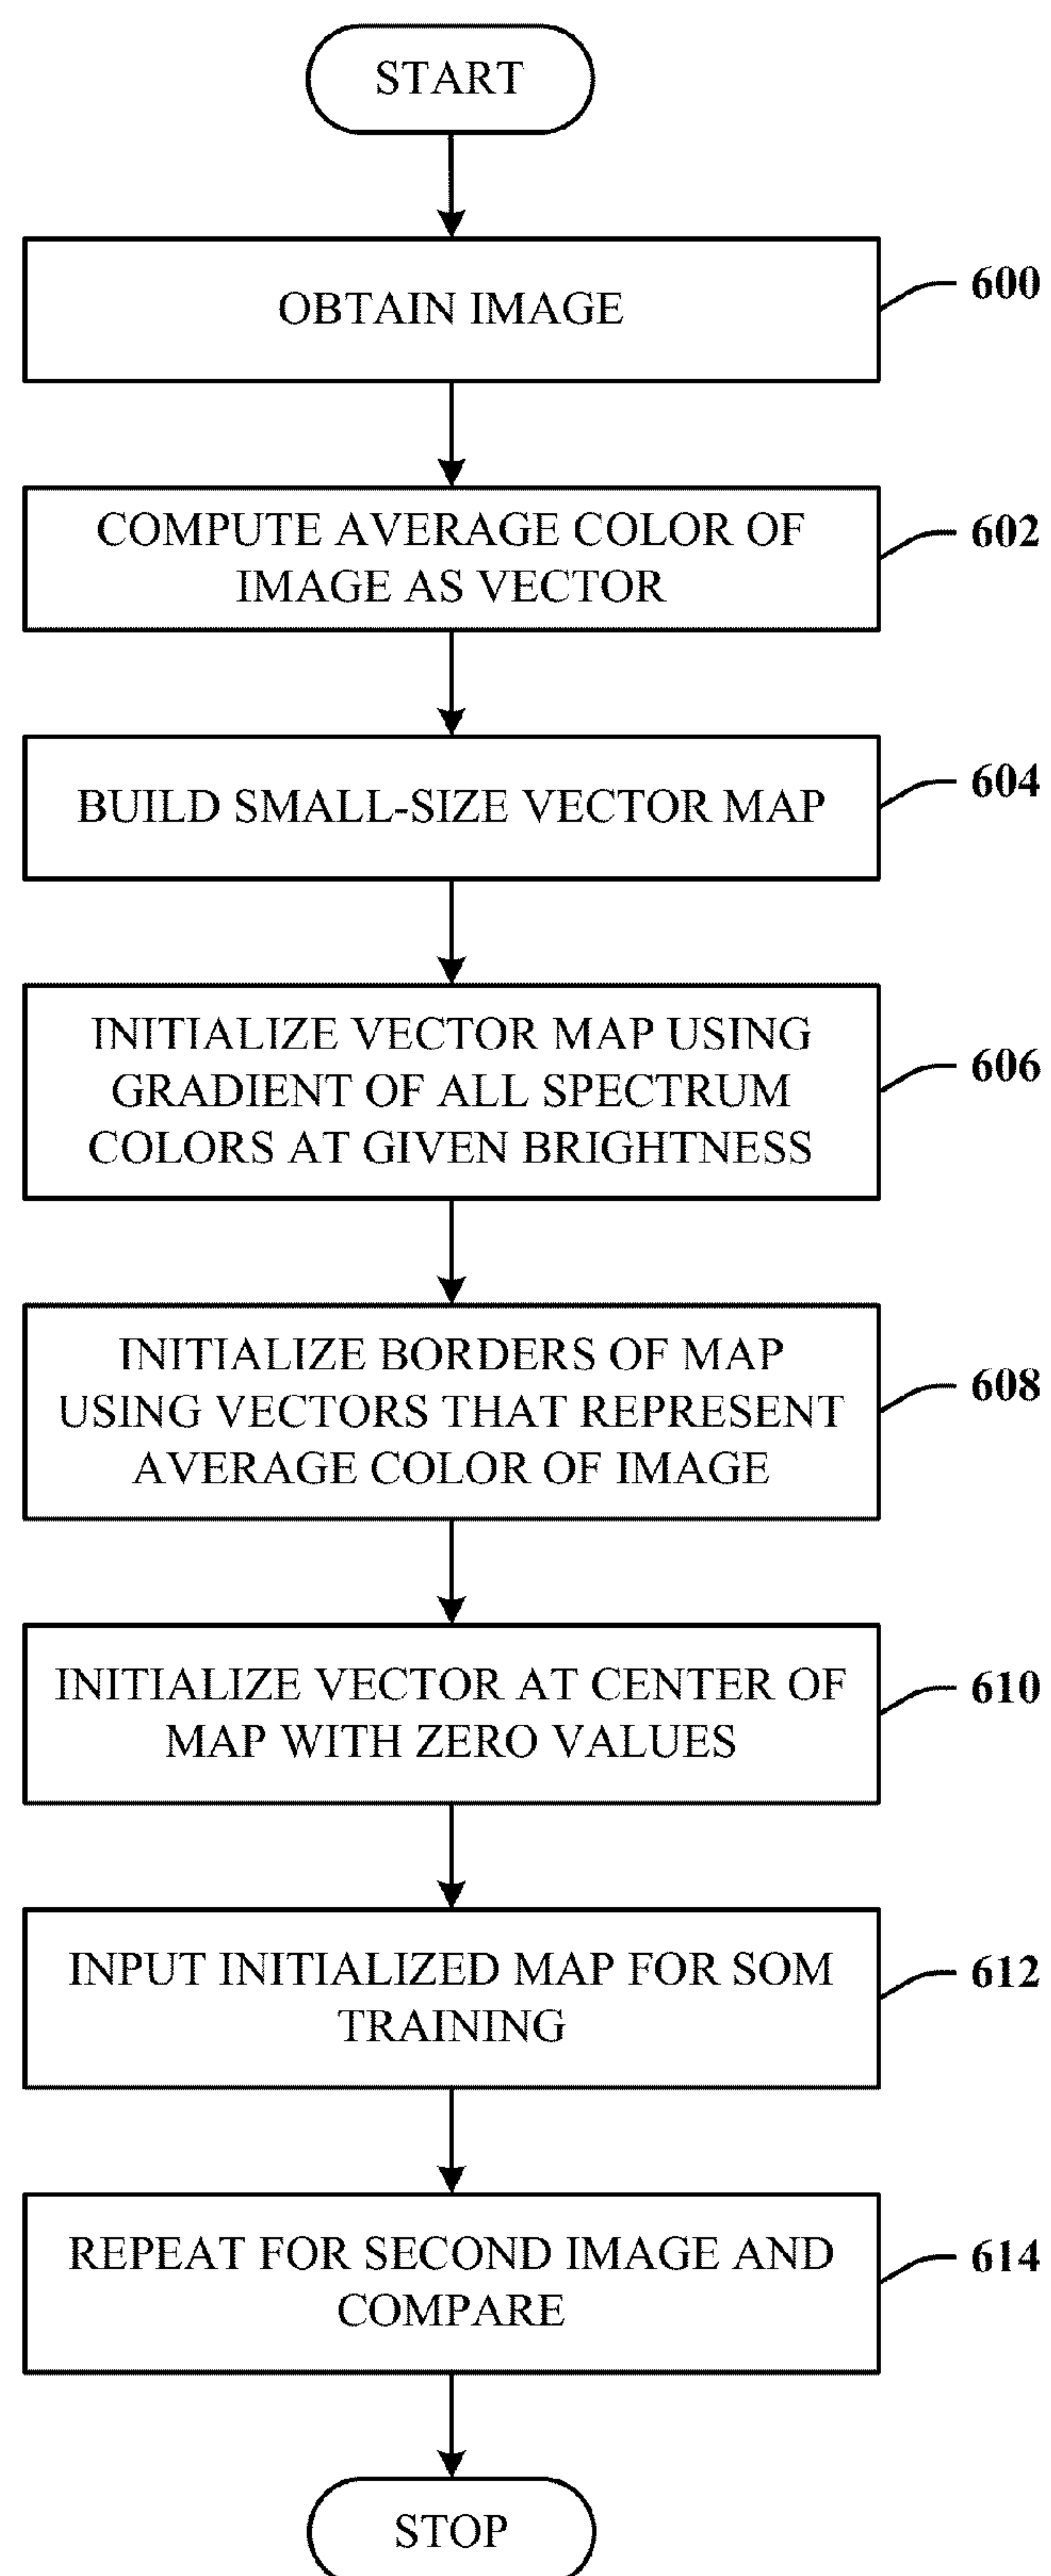 START
OBTAIN IMAGE
600
COMPUTE AVERAGE COLOR OF
IMAGE AS VECTOR
602
BUILD SMALL-SIZE VECTOR MAP
604
INITIALIZE VECTOR MAP USING
GRADIENT OF ALL SPECTRUM
COLORS AT GIVEN BRIGHTNESS
606
INITIALIZE BORDERS OF MAP
USING VECTORS THAT REPRESENT
AVERAGE COLOR OF IMAGE
608
INITIALIZE VECTOR AT CENTER OF
MAP WITH ZERO VALUES
610
INPUT INITIALIZED MAP FOR SOM
TRAINING
612
REPEAT FOR SECOND IMAGE AND
COMPARE
614
STOP